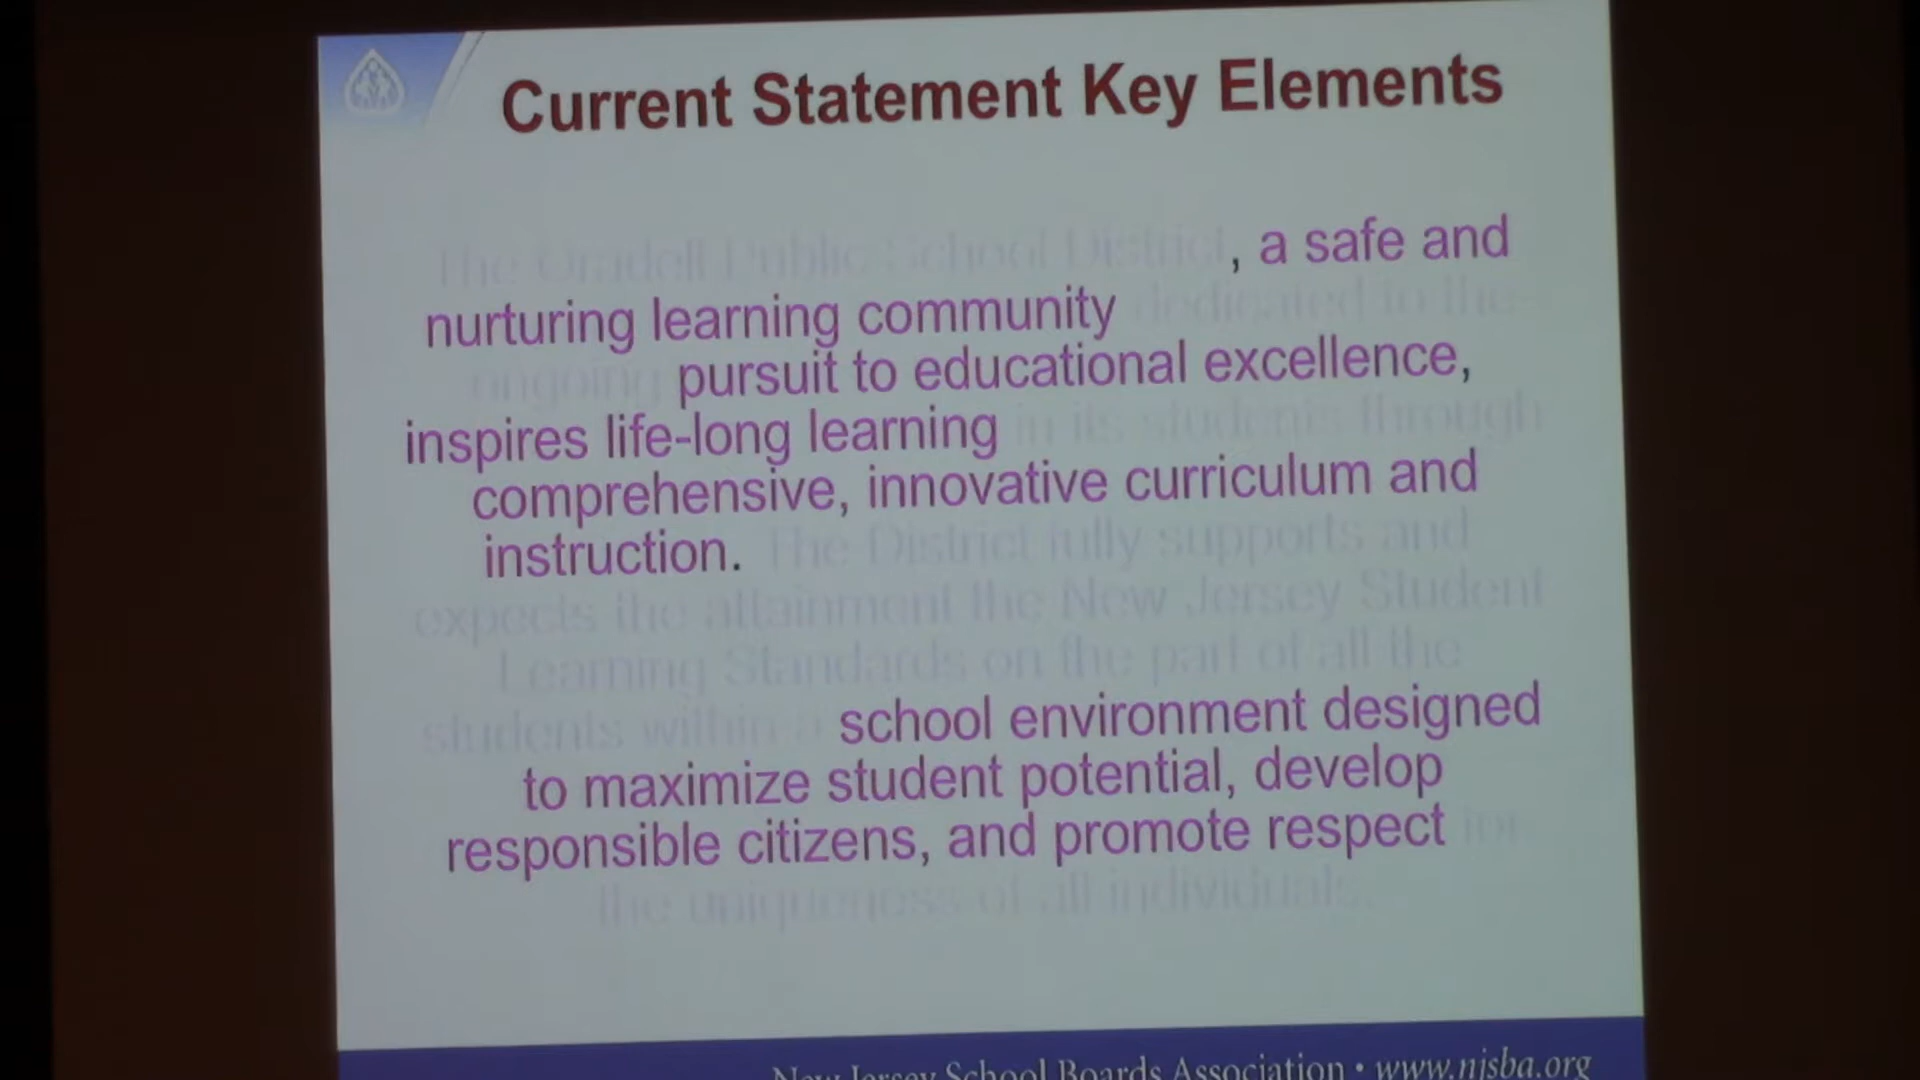 Current Statement Key Elements
The Oradell Public School District, a safe and
nurturing learning community dedicated to the
ongoing pursuit to educational excellence,
inspires life-long learning in its students through
comprehensive, innovative curriculum and
instruction. The District fully supports and
expects the attainment the New Jersey Student
Learning Standards on the part of all the
students within a school environment designed
to maximize student potential, develop
responsible citizens, and promote respect for
the uniqueness of all individuals.
New Jersey School Boards Association • www.njsba.org